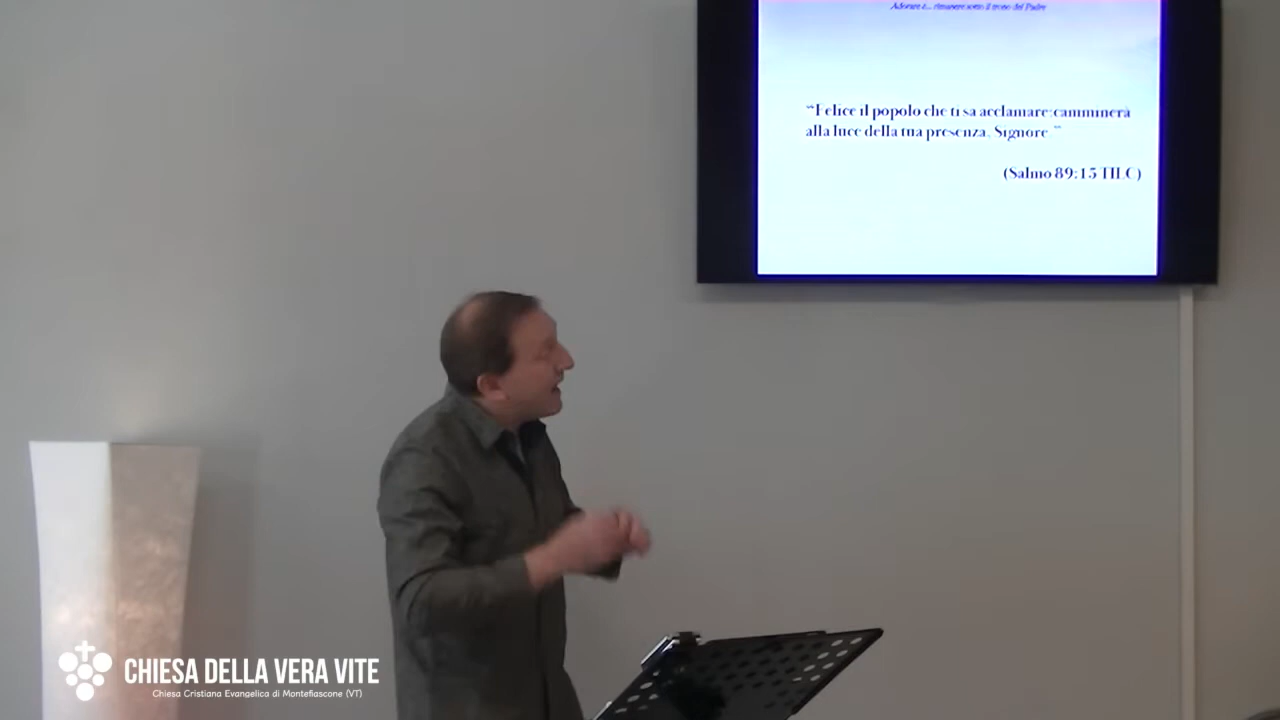 Adorare è... rimanere sotto il trono del Padre
“Felice il popolo che ti sa acclamare: camminerà
alla luce della tua presenza, Signore.”
(Salmo 89:15 TILC)
CHIESA DELLA VERA VITE
Chiesa Cristiana Evangelica di Montefiascone (VT)